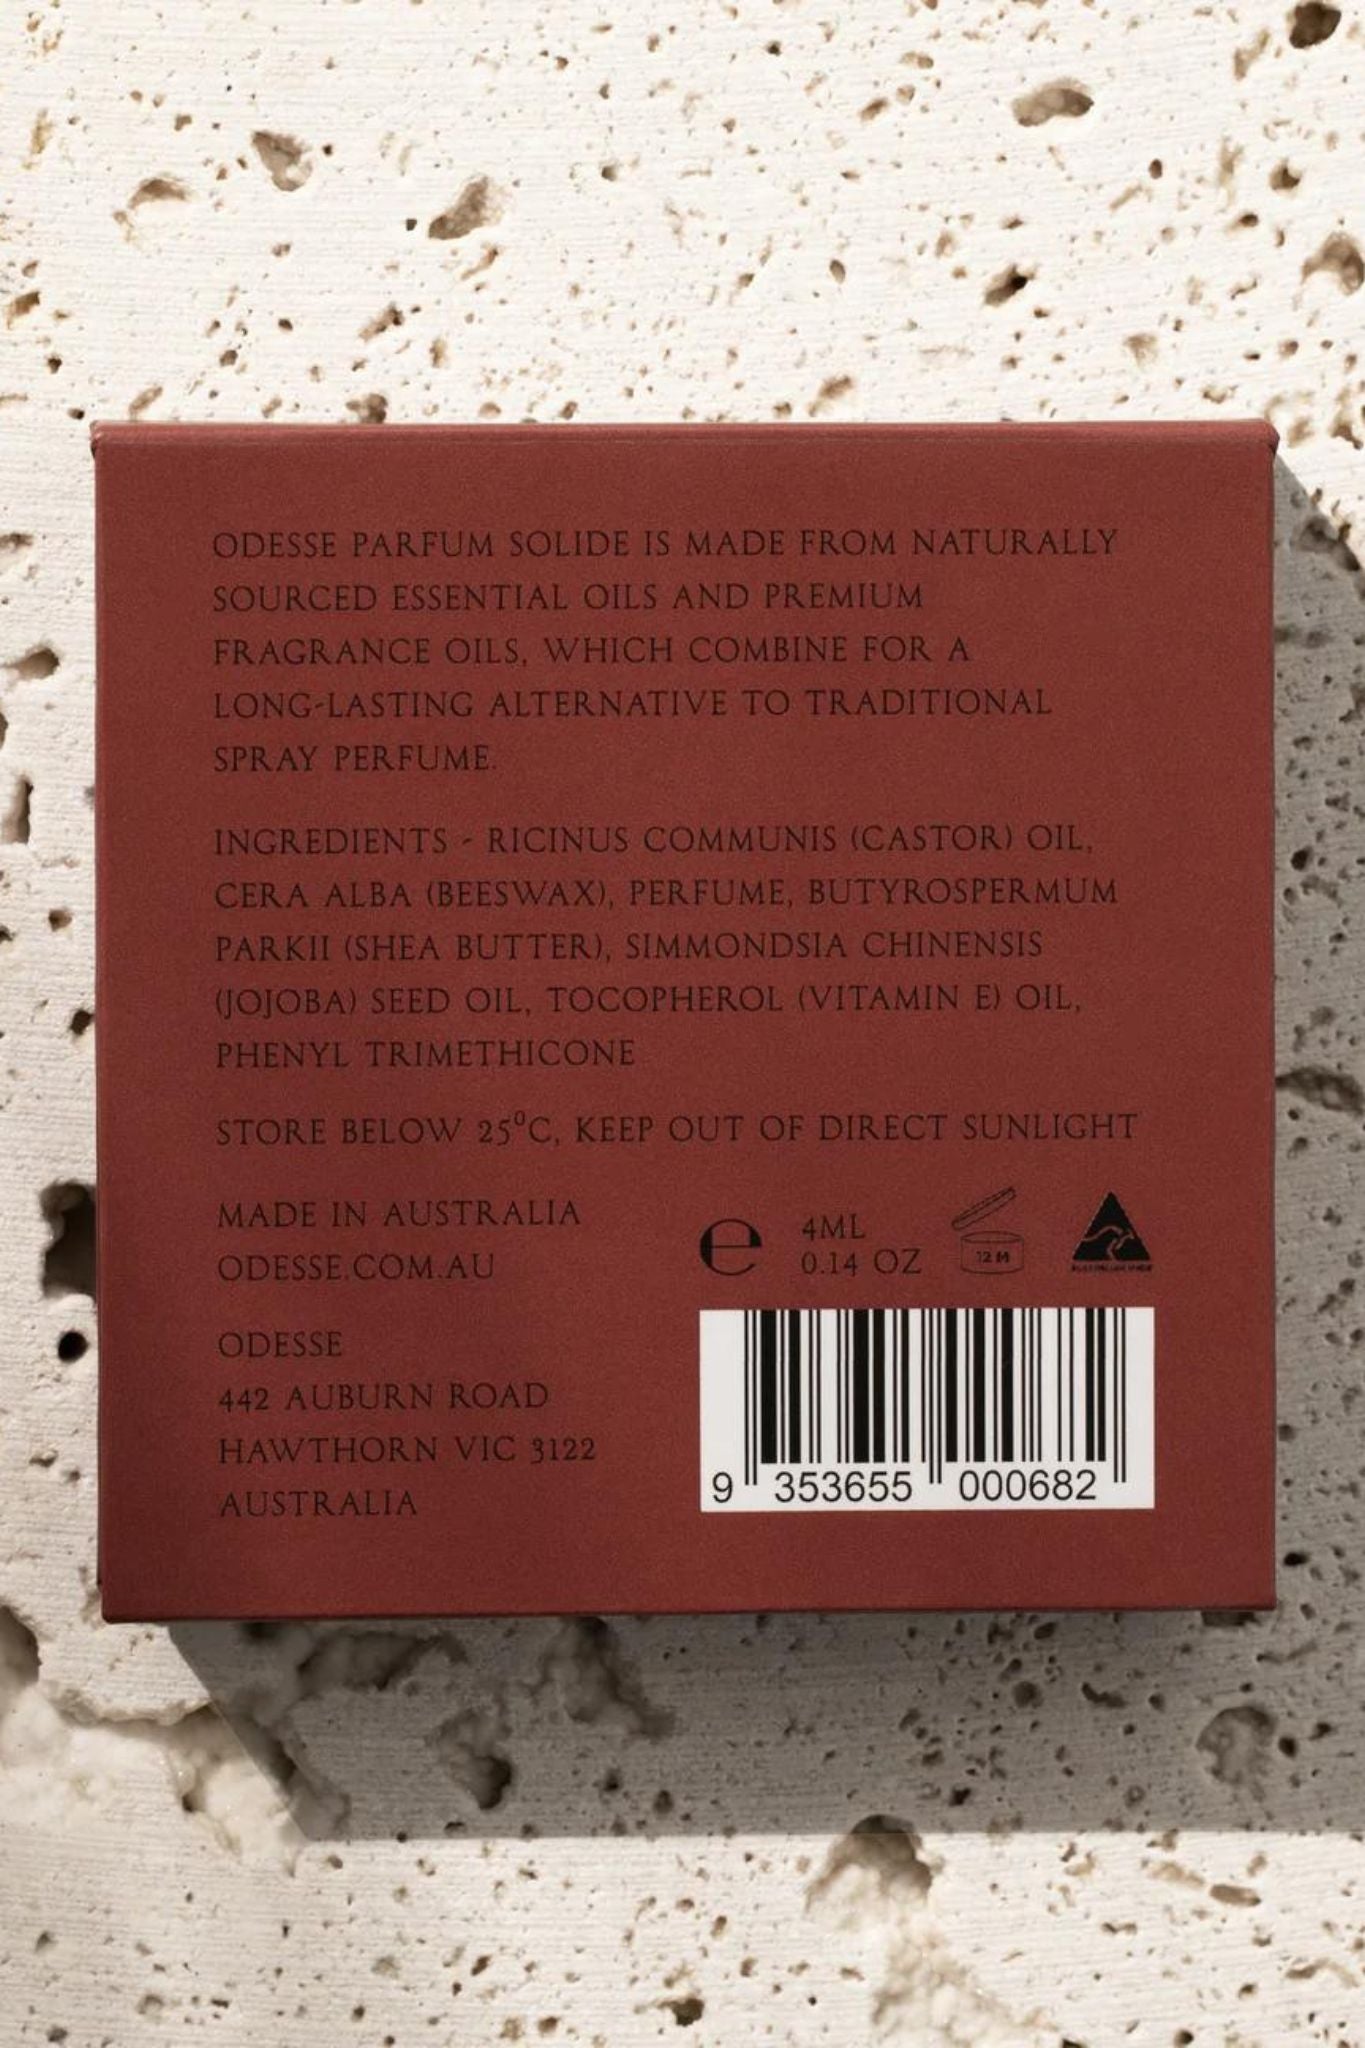 ODESSE PARFUM SOLIDE IS MADE FROM NATURALLY
SOURCED ESSENTIAL OILS AND PREMIUM
FRAGRANCE OILS, WHICH COMBINE FOR A
LONG-LASTING ALTERNATIVE TO TRADITIONAL
SPRAY PERFUME.
INGREDIENTS - RICINUS COMMUNIS (CASTOR) OIL,
CERA ALBA (BEESWAX), PERFUME, BUTYROSPERMUM
PARKII (SHEA BUTTER), SIMMONDSIA CHINENSIS
(JOJOBA) SEED OIL, TOCOPHEROL (VITAMIN E) OIL,
PHENYL TRIMETHICONE
STORE BELOW 25⁰C, KEEP OUT OF DIRECT SUNLIGHT
MADE IN AUSTRALIA
ODESSE.COM.AU
ODESSE
442 AUBURN ROAD
HAWTHORN VIC 3122
AUSTRALIA
℮
4ML
0.14 OZ
12 M
AUSTRALIAN MADE
9 353655 000682